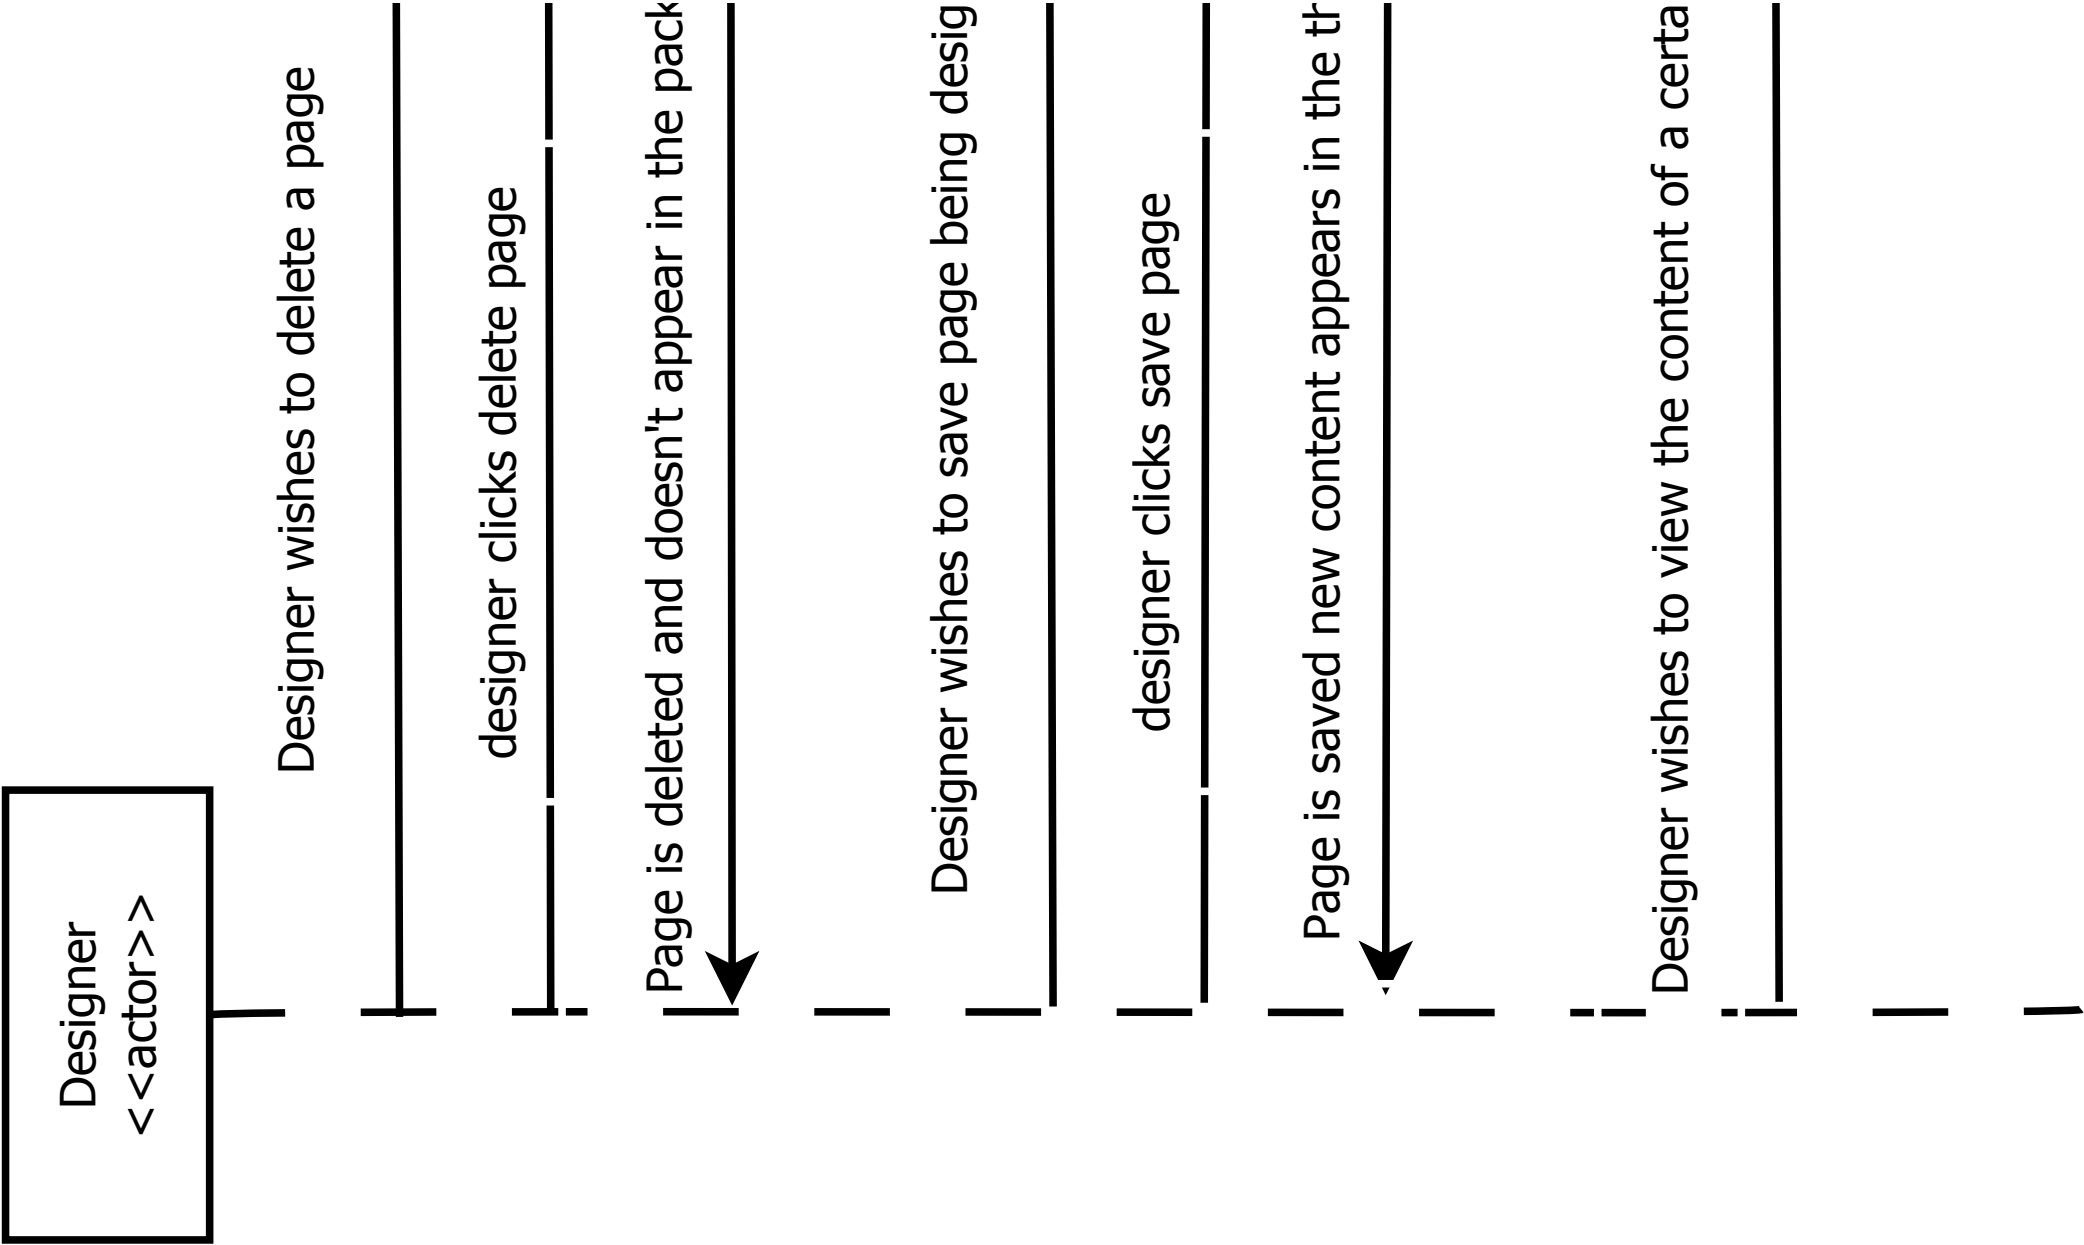 Designer
<<actor>>
Designer wishes to delete a page
designer clicks delete page
Page is deleted and doesn't appear in the pack
Designer wishes to save page being desig
designer clicks save page
Page is saved new content appears in the tr
Designer wishes to view the content of a certa